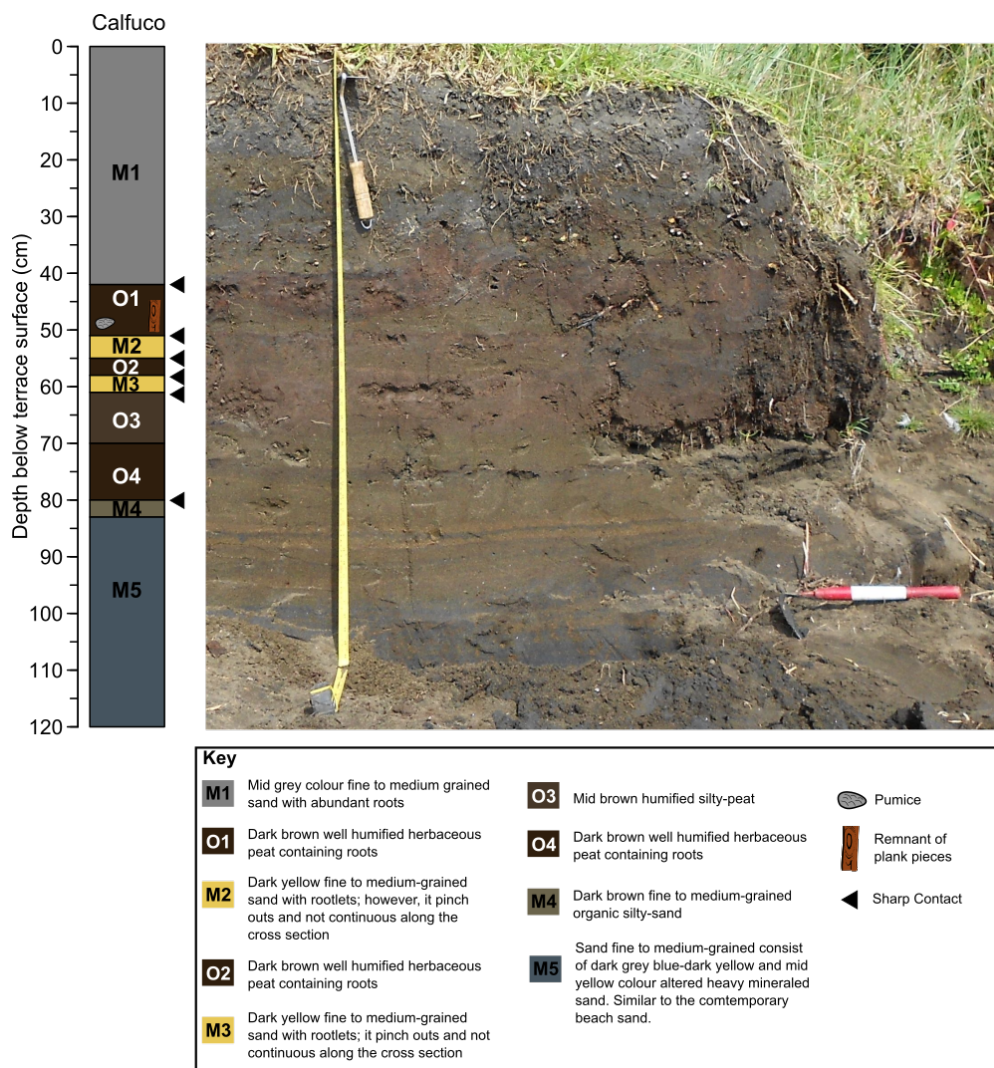 Calfuco
Depth below terrace surface (cm)
0
10
20
30
40
50
60
70
80
90
100
110
120
M1
O1
M2
O2
M3
O3
O4
M4
M5
Key
M1
Mid grey colour fine to medium grained
sand with abundant roots
O1
Dark brown well humified herbaceous
peat containing roots
M2
Dark yellow fine to medium-grained
sand with rootlets; however, it pinch
outs and not continuous along the
cross section
O2
Dark brown well humified herbaceous
peat containing roots
M3
Dark yellow fine to medium-grained
sand with rootlets; it pinch outs and not
continuous along the cross section
O3
Mid brown humified silty-peat
O4
Dark brown well humified herbaceous
peat containing roots
M4
Dark brown fine to medium-grained
organic silty-sand
M5
Sand fine to medium-grained consist
of dark grey blue-dark yellow and mid
yellow colour altered heavy mineraled
sand. Similar to the comtemporary
beach sand.
Pumice
Remnant of
plank pieces
Sharp Contact